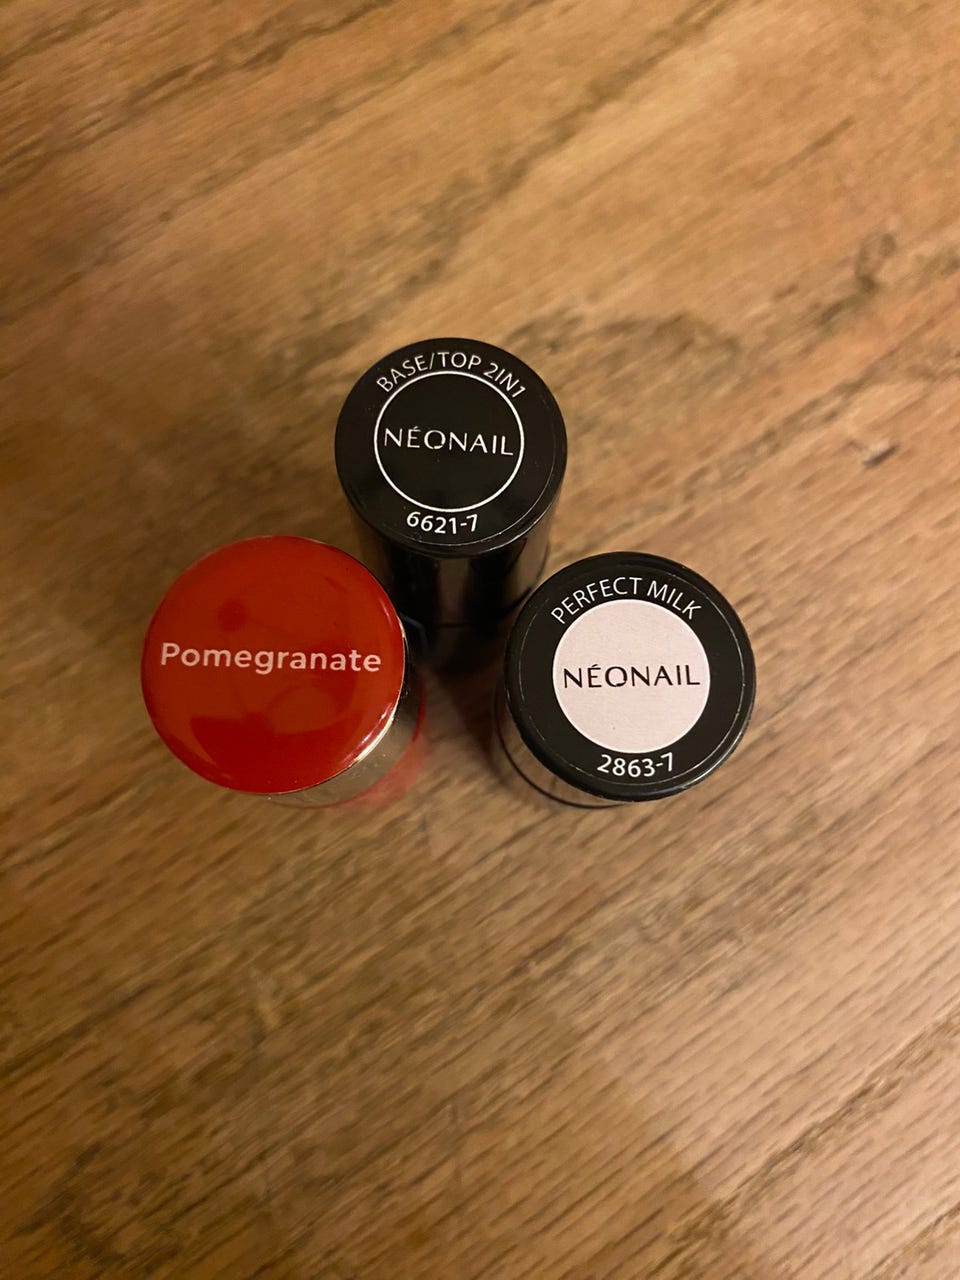 BASE/TOP 2IN1
NÉONAIL
6621-7
Pomegranate
PERFECT MILK
NÉONAIL
2863-7